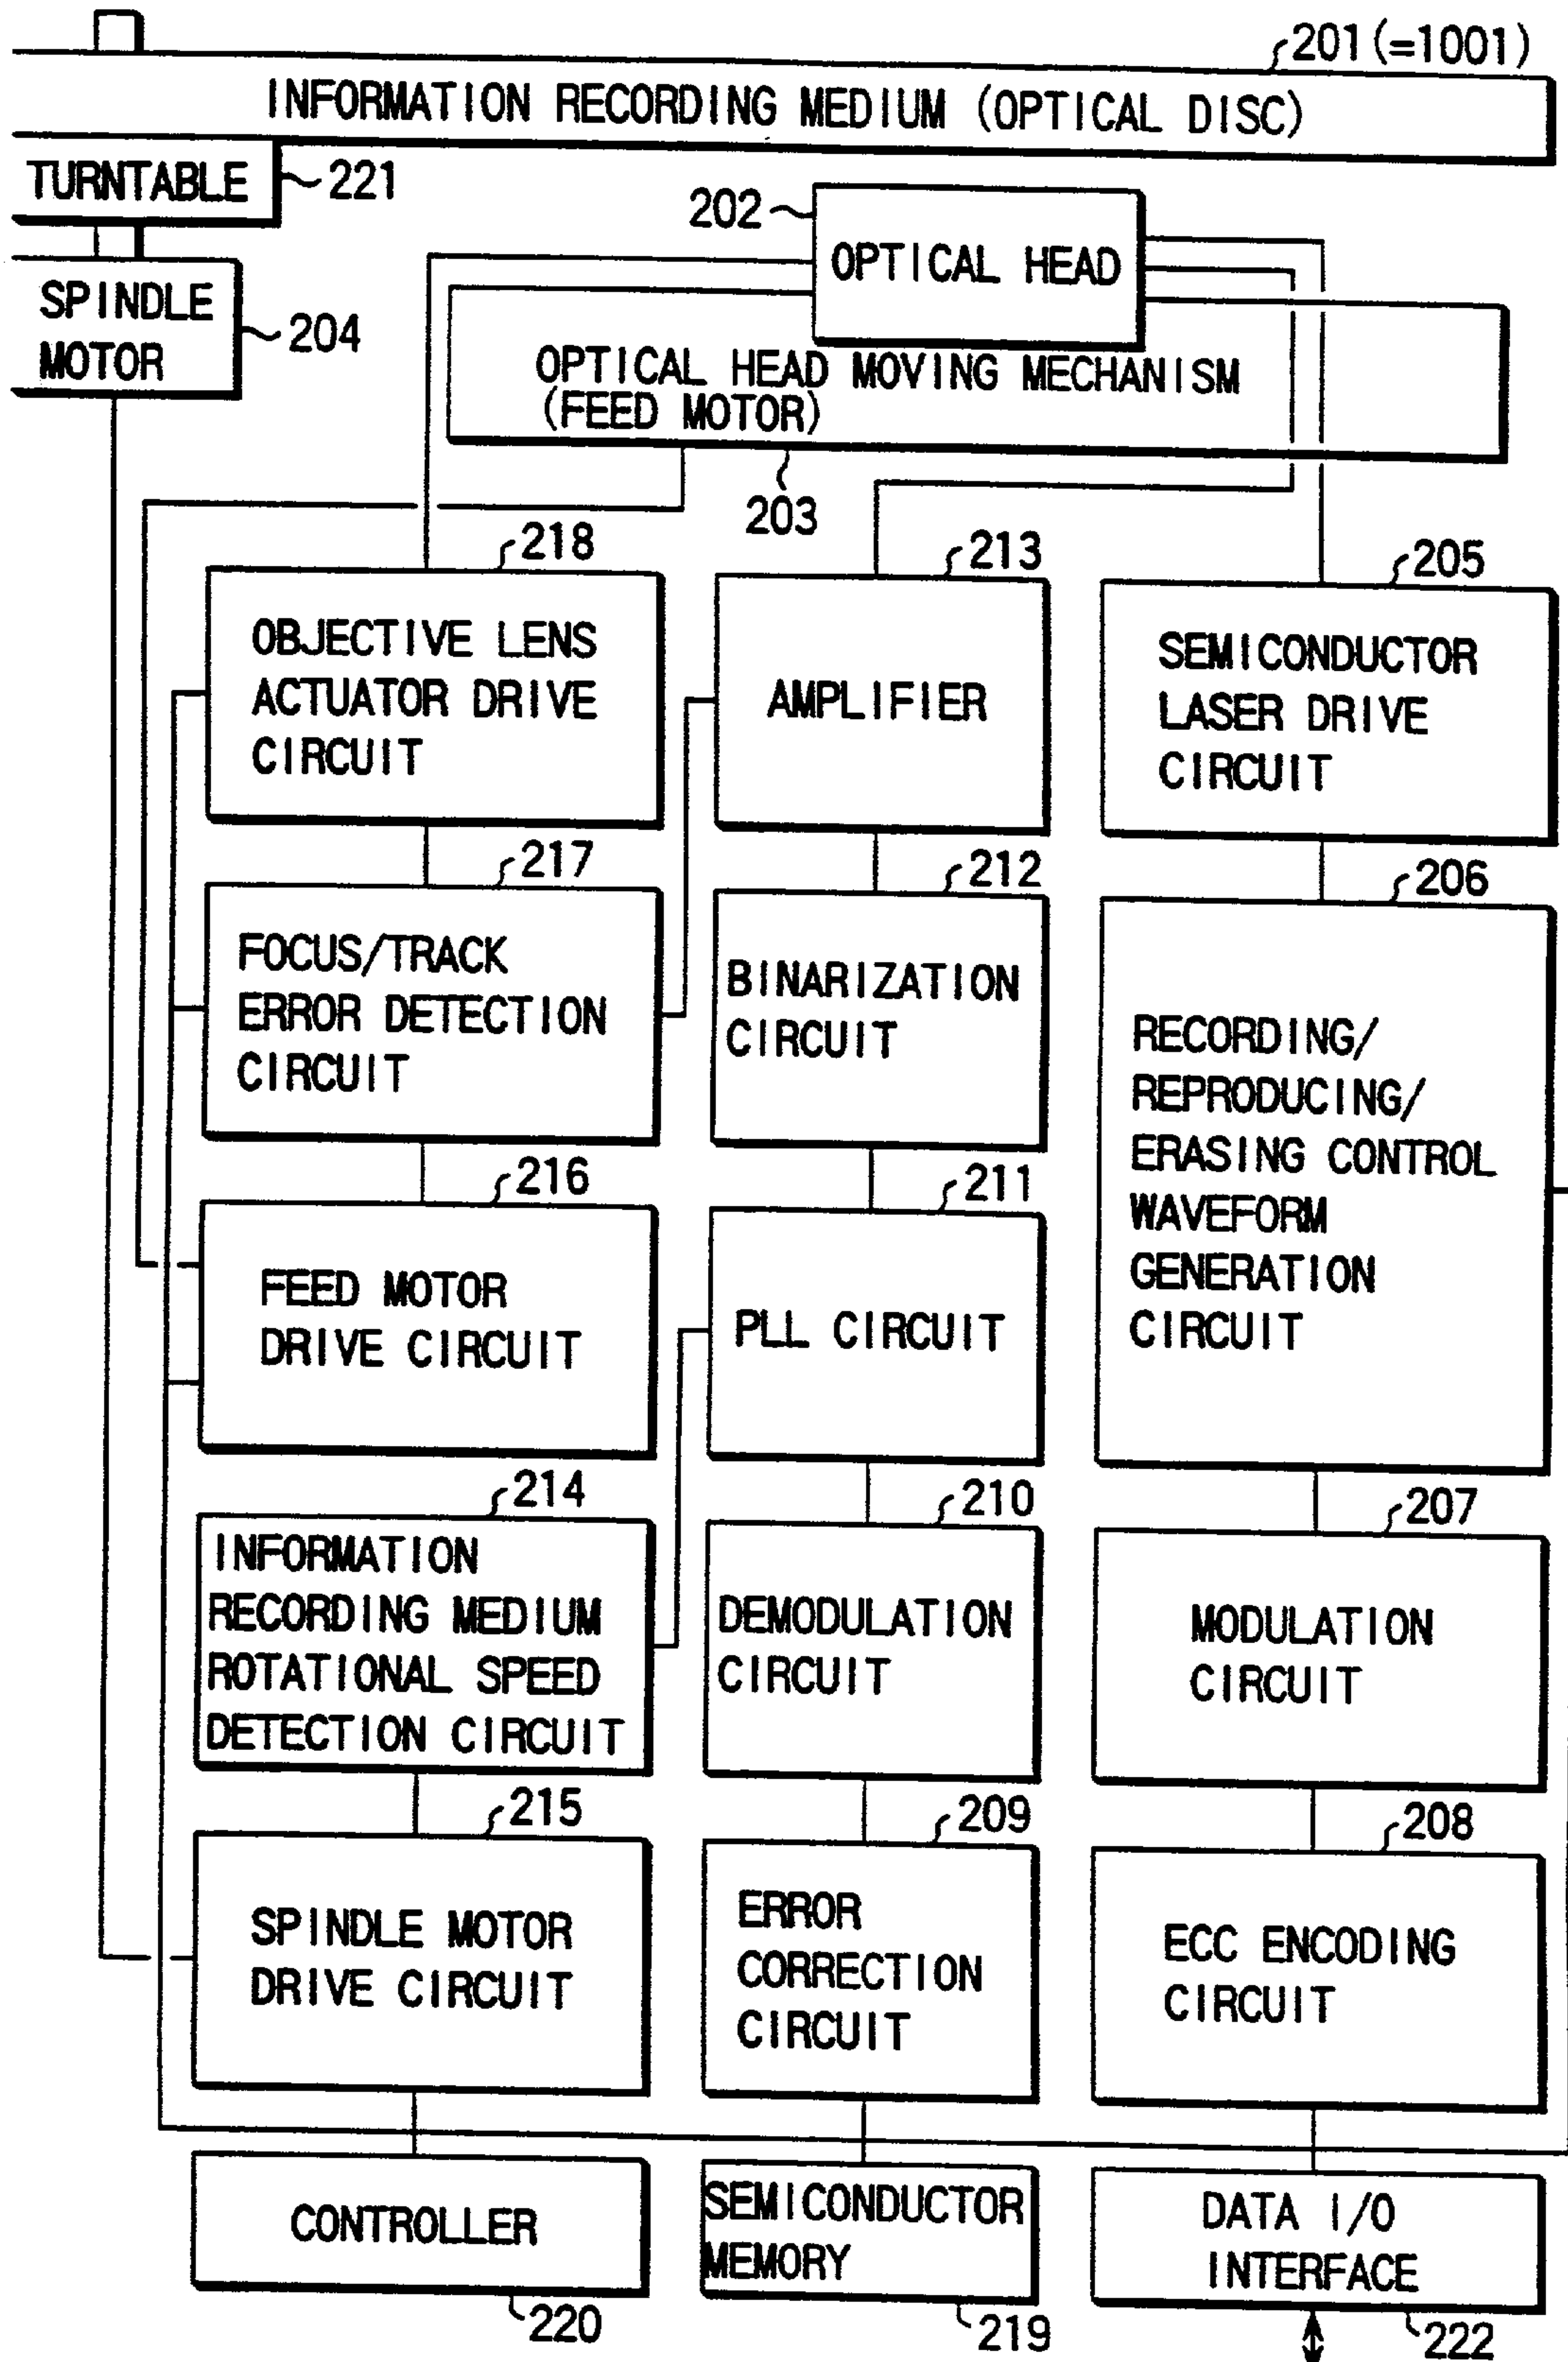 201(=1001)
INFORMATION RECORDING MEDIUM (OPTICAL DISC)
TURNTABLE
221
202
OPTICAL HEAD
SPINDLE
MOTOR
204
OPTICAL HEAD MOVING MECHANISM
(FEED MOTOR)
203
218
OBJECTIVE LENS
ACTUATOR DRIVE
CIRCUIT
213
AMPLIFIER
205
SEMICONDUCTOR
LASER DRIVE
CIRCUIT
217
FOCUS/TRACK
ERROR DETECTION
CIRCUIT
212
BINARIZATION
CIRCUIT
206
RECORDING/
REPRODUCING/
ERASING CONTROL
WAVEFORM
GENERATION
CIRCUIT
216
FEED MOTOR
DRIVE CIRCUIT
211
PLL CIRCUIT
214
INFORMATION
RECORDING MEDIUM
ROTATIONAL SPEED
DETECTION CIRCUIT
210
DEMODULATION
CIRCUIT
207
MODULATION
CIRCUIT
215
SPINDLE MOTOR
DRIVE CIRCUIT
209
ERROR
CORRECTION
CIRCUIT
208
ECC ENCODING
CIRCUIT
CONTROLLER
220
SEMICONDUCTOR
MEMORY
219
DATA I/O
INTERFACE
222